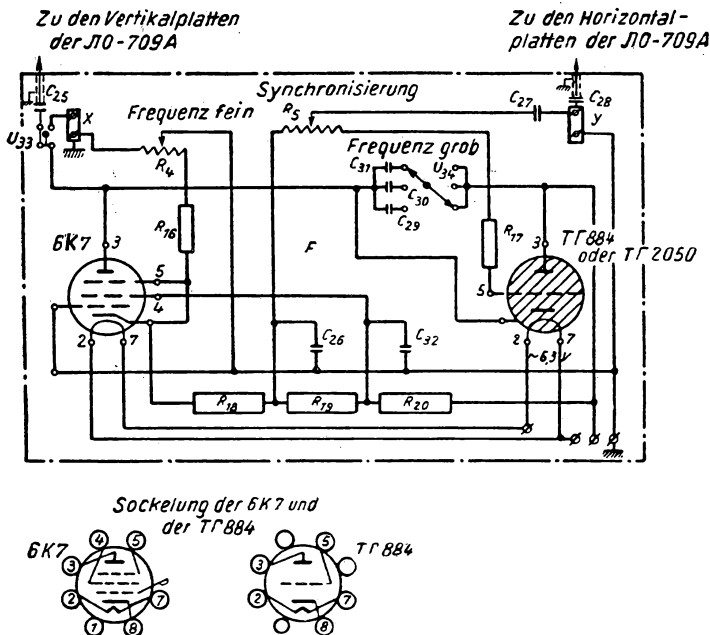 Zu den Vertikalplatten
der ЛО-709А
Zu den Horizontal-
platten der ЛО-709А
C25
Synchronisierung
C27
C28
X
Frequenz fein
R5
У
U33
R4
Frequenz grob
C31
U34
C30
C29
R16
R17
6K7
3
F
3
ТГ884
oder ТГ2050
5
4
5
2
7
C26
C32
2
7
~6,3V
R18
R19
R20
Sockelung der 6K7 und
der ТГ884
6K7
4
5
3
2
7
1
8
ТГ884
5
3
2
7
8